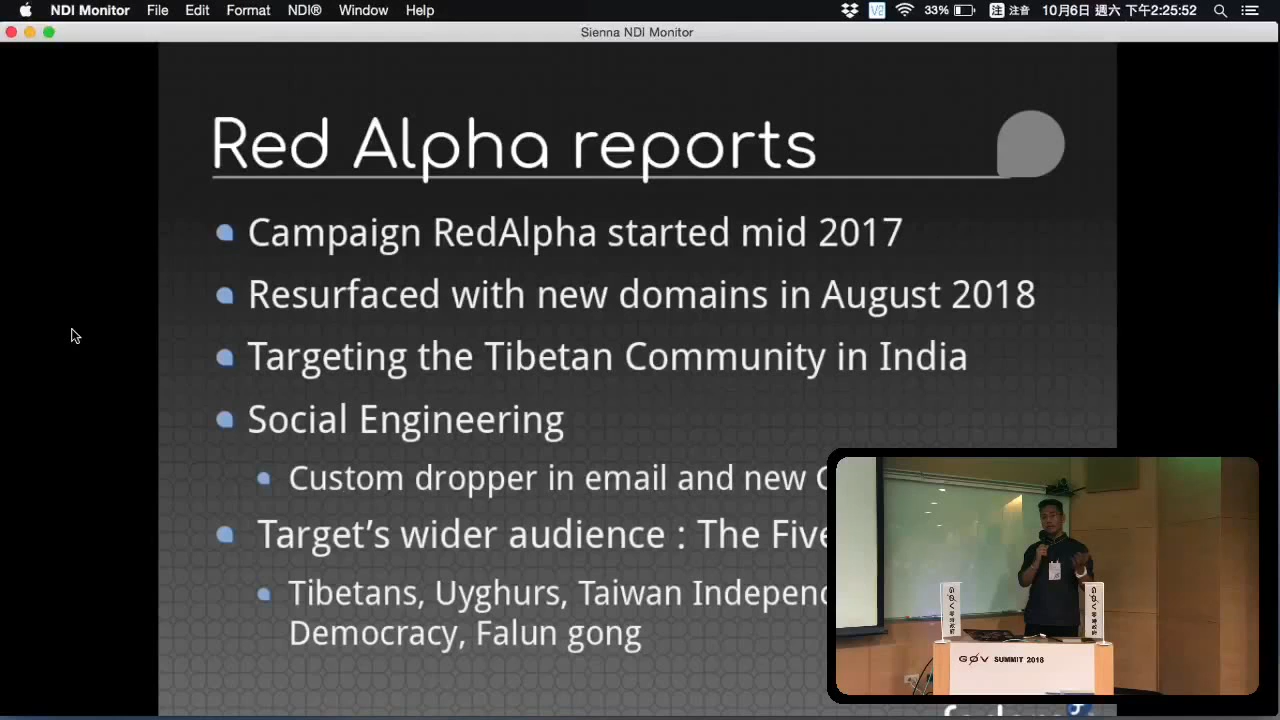 NDI Monitor File Edit Format NDI® Window Help 33% 注 注音 10月6日 週六 下午2:25:52
Sienna NDI Monitor
Red Alpha reports
Campaign RedAlpha started mid 2017
Resurfaced with new domains in August 2018
Targeting the Tibetan Community in India
Social Engineering
Custom dropper in email and new
Target’s wider audience : The Five
Tibetans, Uyghurs, Taiwan
Democracy, Falun gong
GØV SUMMIT 2018